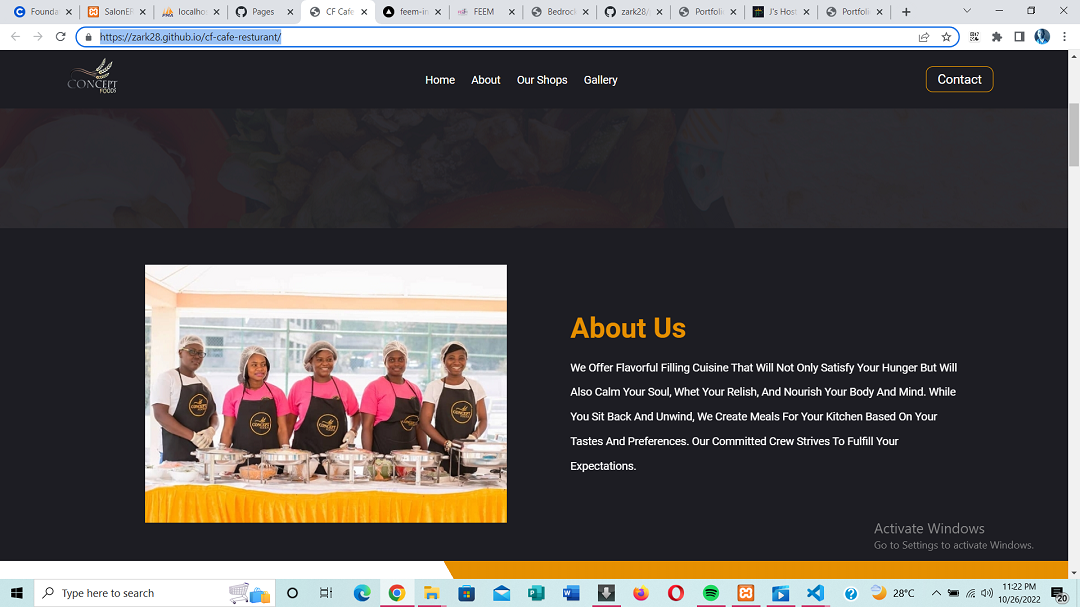 Founda
SalonER
localhos
Pages
CF Cafe
feem-in
FEEM
Bedrock
zark28/
Portfoli
J's Host
Portfoli
https://zark28.github.io/cf-cafe-resturant/
CONCEPT
FOODS
Home About Our Shops Gallery
Contact
About Us
We Offer Flavorful Filling Cuisine That Will Not Only Satisfy Your Hunger But Will
Also Calm Your Soul, Whet Your Relish, And Nourish Your Body And Mind. While
You Sit Back And Unwind, We Create Meals For Your Kitchen Based On Your
Tastes And Preferences. Our Committed Crew Strives To Fulfill Your
Expectations.
Activate Windows
Go to Settings to activate Windows.
Type here to search
28°C
11:22 PM
10/26/2022
20